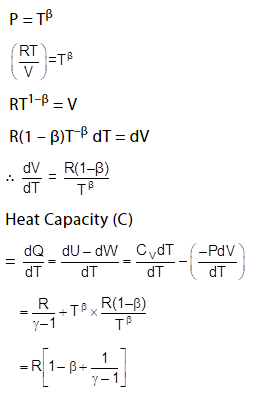 P = T^β
(RT/V)=T^β
RT^{1–β} = V
R(1 – β)T^{–β} dT = dV
∴ dV/dT = R(1–β)/T^β
Heat Capacity (C)
= dQ/dT = dU – dW/dT = C_V dT/dT – (–PdV/dT)
= R/γ–1 + T^β × R(1–β)/T^β
= R[1– β + 1/γ –1]